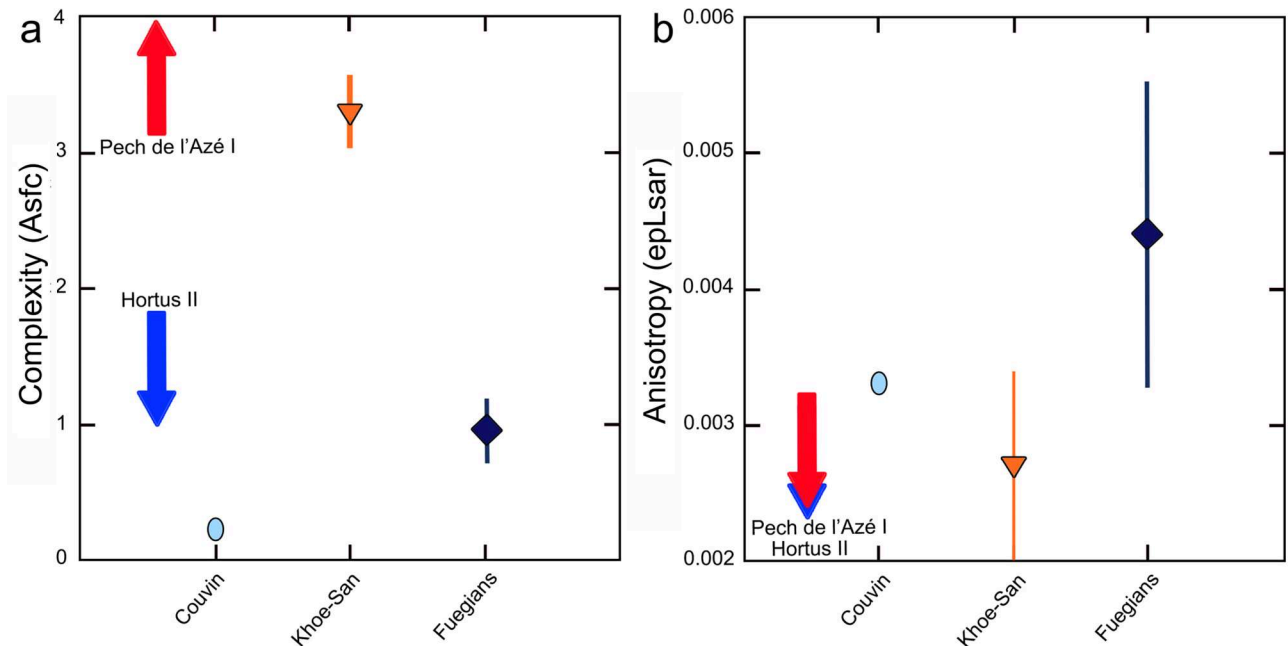 a
Complexity (Asfc)
4
3
2
1
0
Pech de l'Azé I
Hortus II
Couvin
Khoe-San
Fuegians
b
Anisotropy (epLsar)
0.006
0.005
0.004
0.003
0.002
Pech de l'Azé I
Hortus II
Couvin
Khoe-San
Fuegians